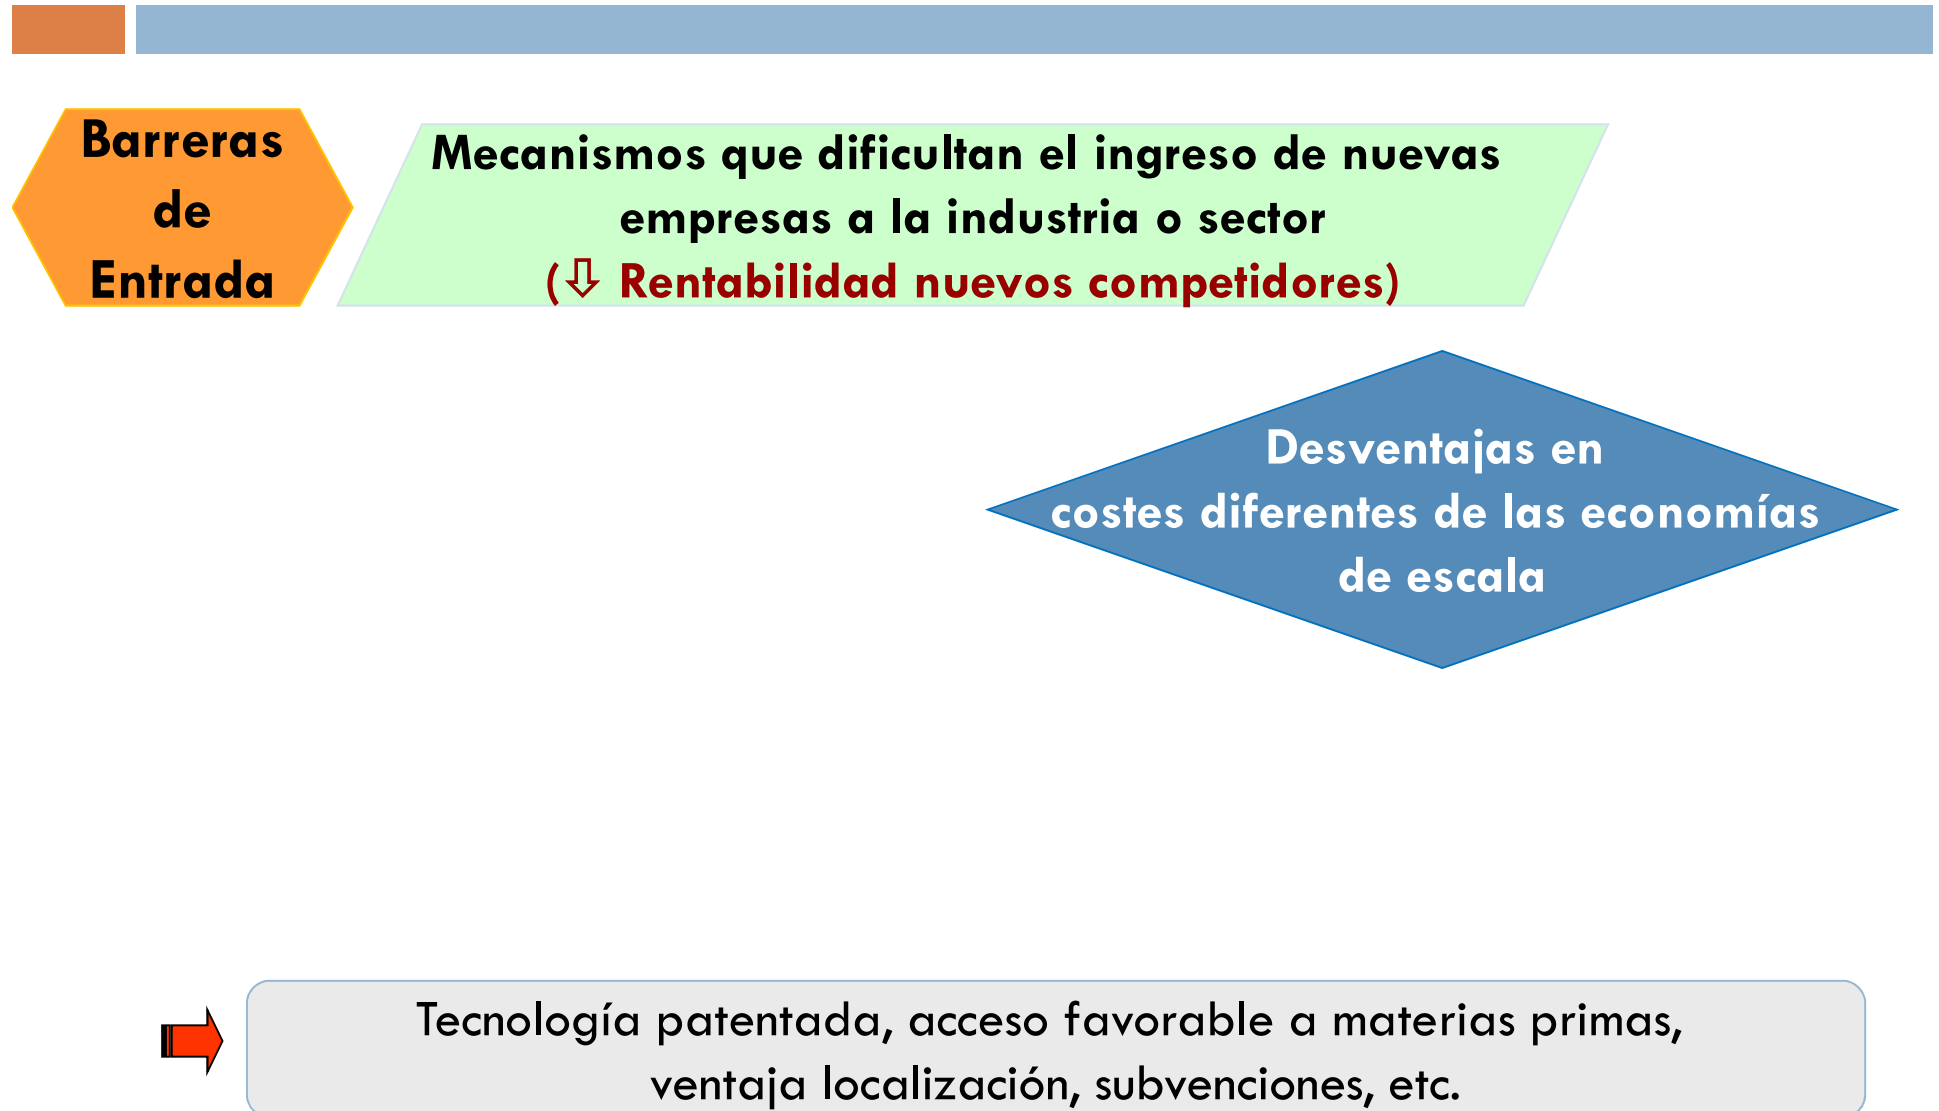 Barreras
de
Entrada
Mecanismos que dificultan el ingreso de nuevas
empresas a la industria o sector
(⇩ Rentabilidad nuevos competidores)
Desventajas en
costes diferentes de las economías
de escala
Tecnología patentada, acceso favorable a materias primas,
ventaja localización, subvenciones, etc.